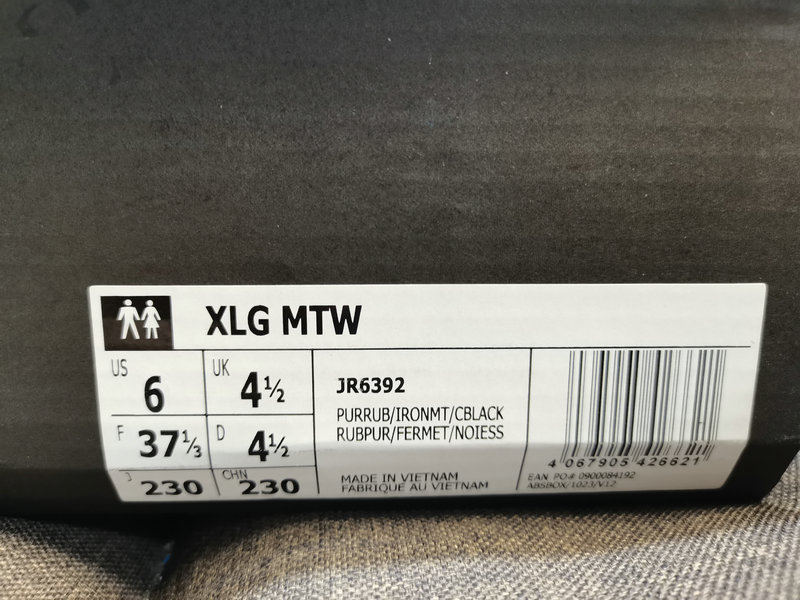 XLG MTW
US 6
UK 4½
F 37⅓
D 4½
J 230
CHN 230
JR6392
PURRUB/IRONMT/CBLACK
RUBPUR/FERMET/NOIESS
MADE IN VIETNAM
FABRIQUÉ AU VIETNAM
4 067905 426621
EAN PO# 0900084192
ABSBOX/1023/V12